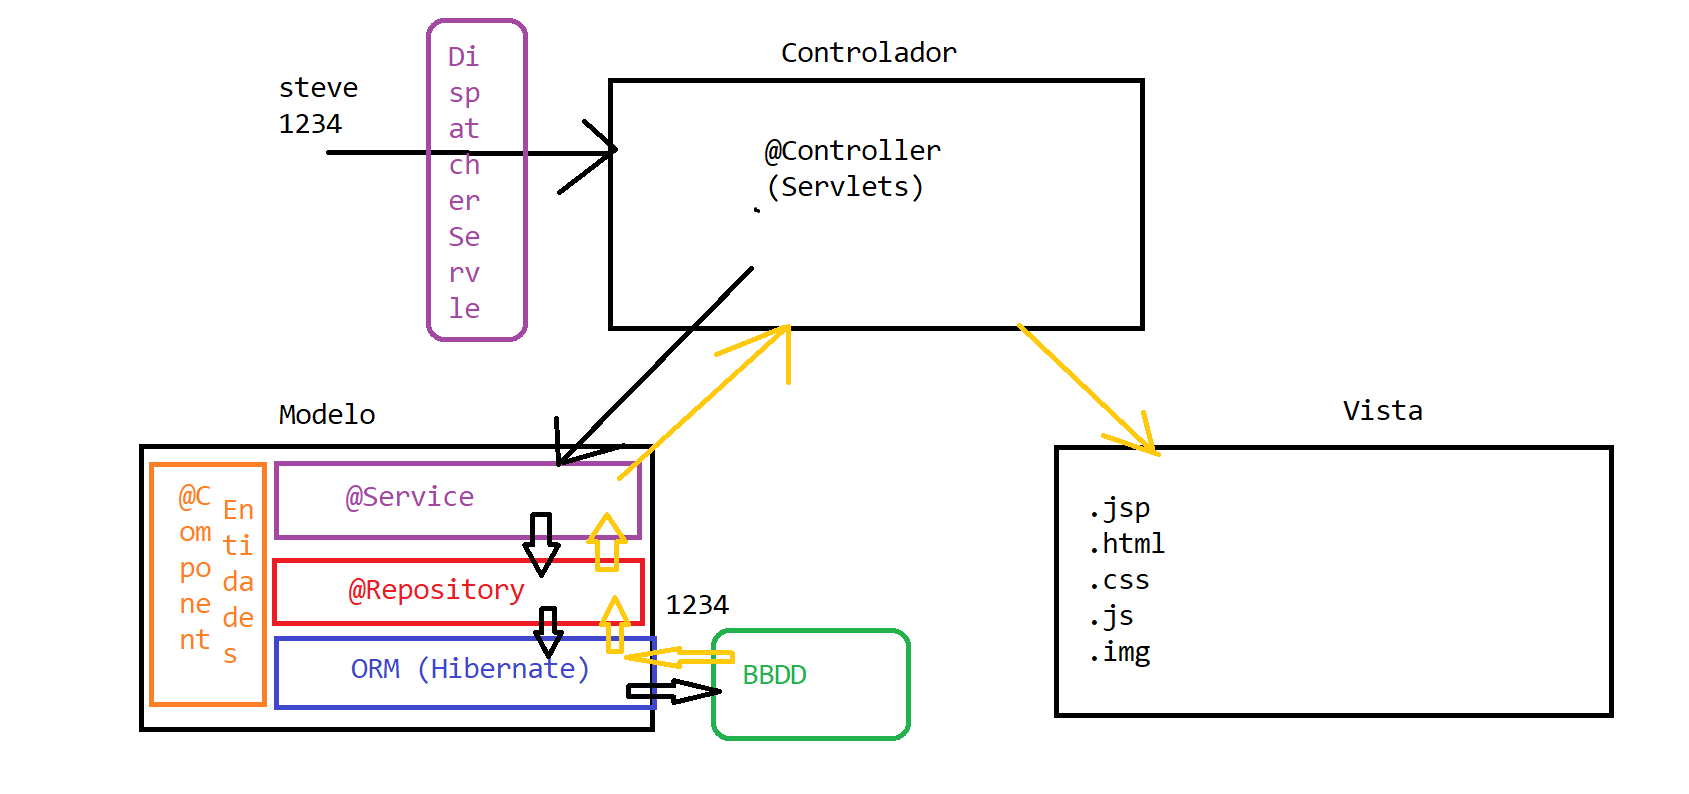 Controlador
steve
1234
Di
sp
at
ch
er
Se
rv
le
@Controller
(Servlets)
Modelo
@C
om
po
ne
nt
En
ti
da
de
s
@Service
@Repository
ORM (Hibernate)
1234
BBDD
Vista
.jsp
.html
.css
.js
.img